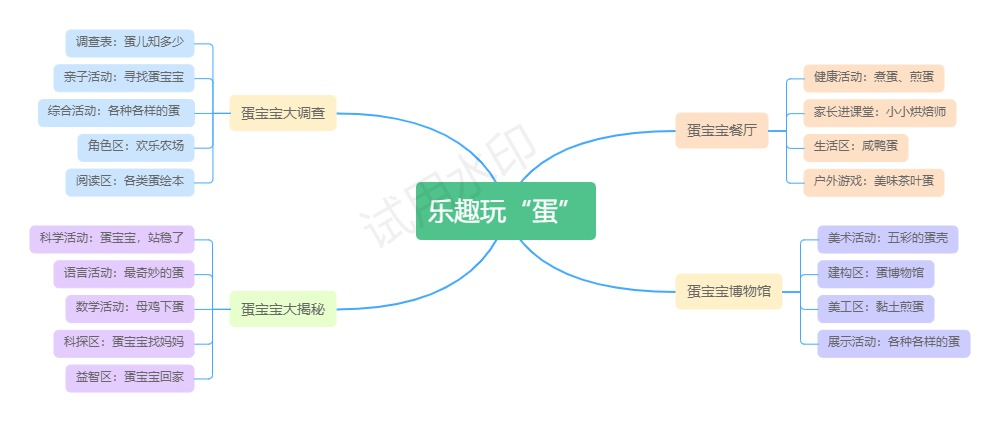 乐趣玩“蛋”
蛋宝宝大调查
调查表：蛋儿知多少
亲子活动：寻找蛋宝宝
综合活动：各种各样的蛋
角色区：欢乐农场
阅读区：各类蛋绘本
蛋宝宝大揭秘
科学活动：蛋宝宝，站稳了
语言活动：最奇妙的蛋
数学活动：母鸡下蛋
科探区：蛋宝宝找妈妈
益智区：蛋宝宝回家
蛋宝宝餐厅
健康活动：煮蛋、煎蛋
家长进课堂：小小烘焙师
生活区：咸鸭蛋
户外游戏：美味茶叶蛋
蛋宝宝博物馆
美术活动：五彩的蛋壳
建构区：蛋博物馆
美工区：黏土煎蛋
展示活动：各种各样的蛋
试用水印